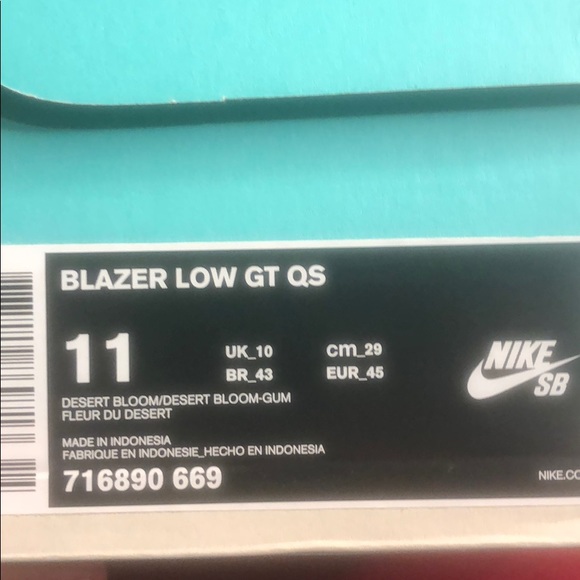 BLAZER LOW GT QS
11
UK_10
cm_29
BR_43
EUR_45
DESERT BLOOM/DESERT BLOOM-GUM
FLEUR DU DESERT
MADE IN INDONESIA
FABRIQUE EN INDONESIE_HECHO EN INDONESIA
716890 669
NIKE
SB
NIKE.CO